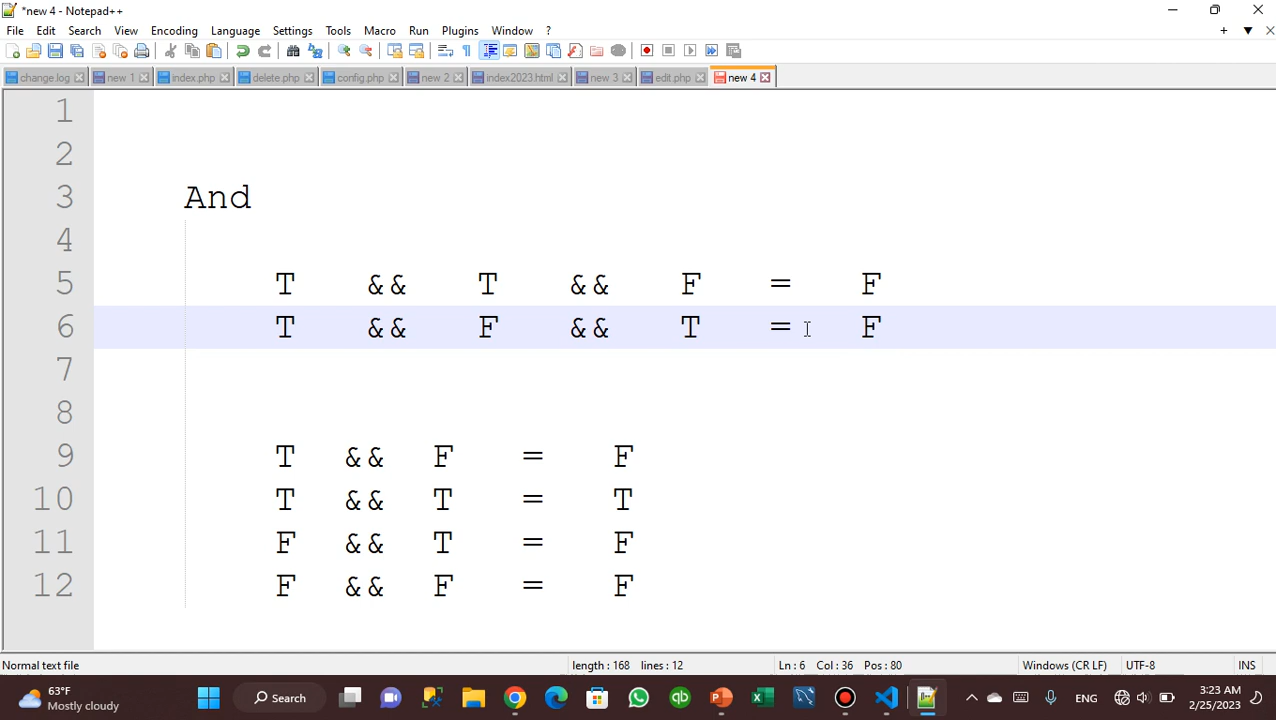 *new 4 - Notepad++
File Edit Search View Encoding Language Settings Tools Macro Run Plugins Window ?
change.log new 1 index.php delete.php config.php new 2 index2023.html new 3 edit.php new 4
1
2
3 And
4
5 T && T && F = F
6 T && F && T = F
7
8
9 T && F = F
10 T && T = T
11 F && T = F
12 F && F = F
Normal text file length : 168 lines : 12 Ln : 6 Col : 36 Pos : 80 Windows (CR LF) UTF-8 INS
63°F
Mostly cloudy
Search
ENG
3:23 AM
2/25/2023